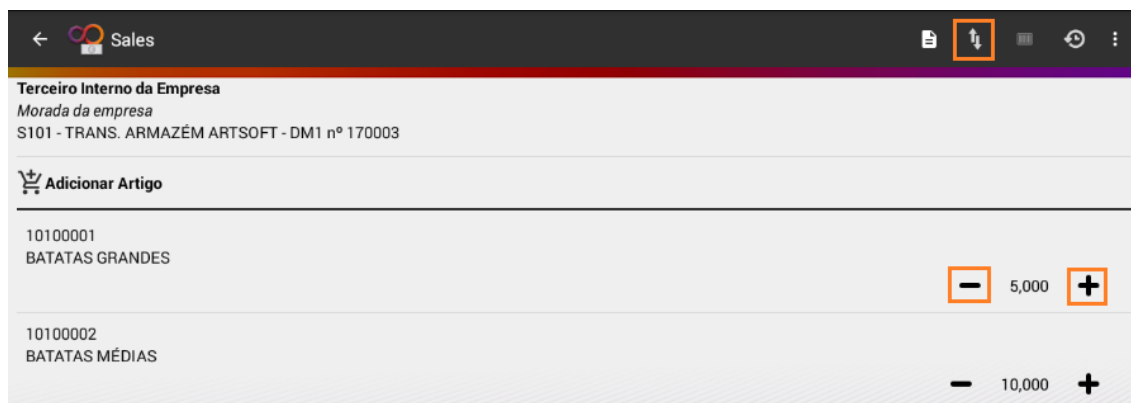 Sales
Terceiro Interno da Empresa
Morada da empresa
S101 - TRANS. ARMAZÉM ARTSOFT - DM1 nº 170003
Adicionar Artigo
10100001
BATATAS GRANDES
5,000
10100002
BATATAS MÉDIAS
10,000